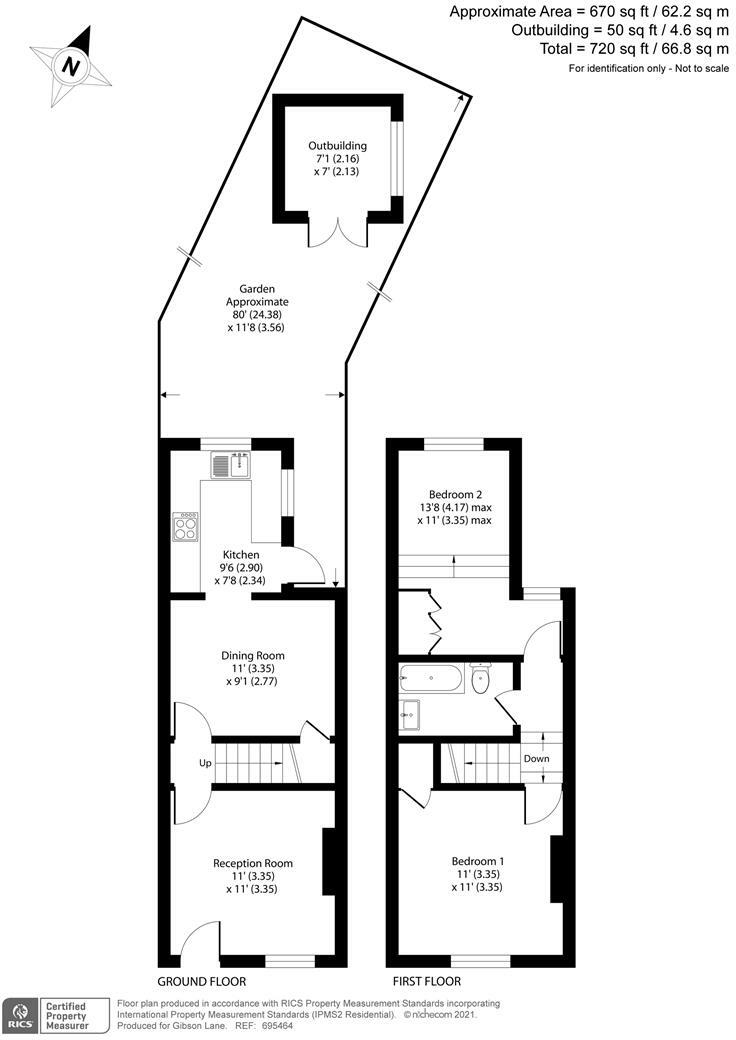 Approximate Area = 670 sq ft / 62.2 sq m
Outbuilding = 50 sq ft / 4.6 sq m
Total = 720 sq ft / 66.8 sq m
For identification only - Not to scale
N
Outbuilding
7'1 (2.16)
x 7' (2.13)
Garden
Approximate
80' (24.38)
x 11'8 (3.56)
Kitchen
9'6 (2.90)
x 7'8 (2.34)
Dining Room
11' (3.35)
x 9'1 (2.77)
Up
Reception Room
11' (3.35)
x 11' (3.35)
GROUND FLOOR
Bedroom 2
13'8 (4.17) max
x 11' (3.35) max
Down
Bedroom 1
11' (3.35)
x 11' (3.35)
FIRST FLOOR
RICS
Certified
Property
Measurer
Floor plan produced in accordance with RICS Property Measurement Standards incorporating
International Property Measurement Standards (IPMS2 Residential). © nichecom 2021.
Produced for Gibson Lane. REF: 695464